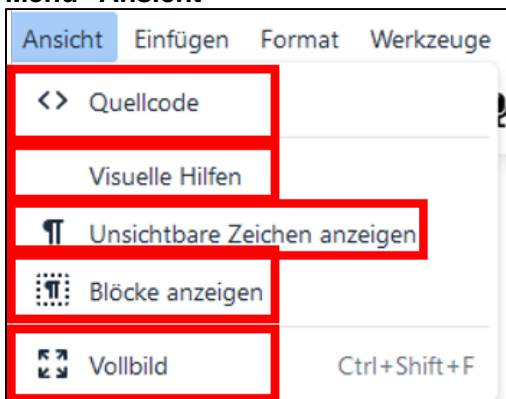 Menü "Ansicht"
Ansicht Einfügen Format Werkzeuge
<> Quellcode
Visuelle Hilfen
¶ Unsichtbare Zeichen anzeigen
¶ Blöcke anzeigen
Vollbild Ctrl+Shift+F